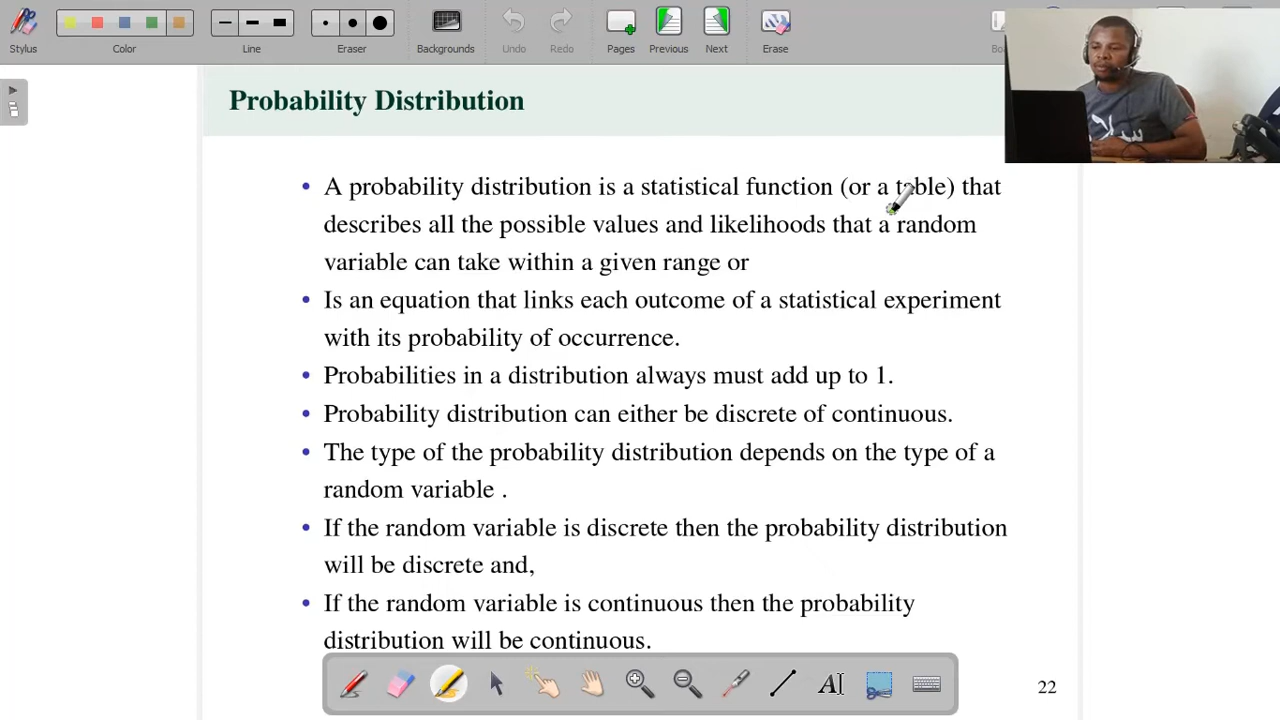 Stylus Color Line Eraser Backgrounds Undo Redo Pages Previous Next Erase
Probability Distribution
• A probability distribution is a statistical function (or a table) that
describes all the possible values and likelihoods that a random
variable can take within a given range or
• Is an equation that links each outcome of a statistical experiment
with its probability of occurrence.
• Probabilities in a distribution always must add up to 1.
• Probability distribution can either be discrete of continuous.
• The type of the probability distribution depends on the type of a
random variable .
• If the random variable is discrete then the probability distribution
will be discrete and,
• If the random variable is continuous then the probability
distribution will be continuous.
22